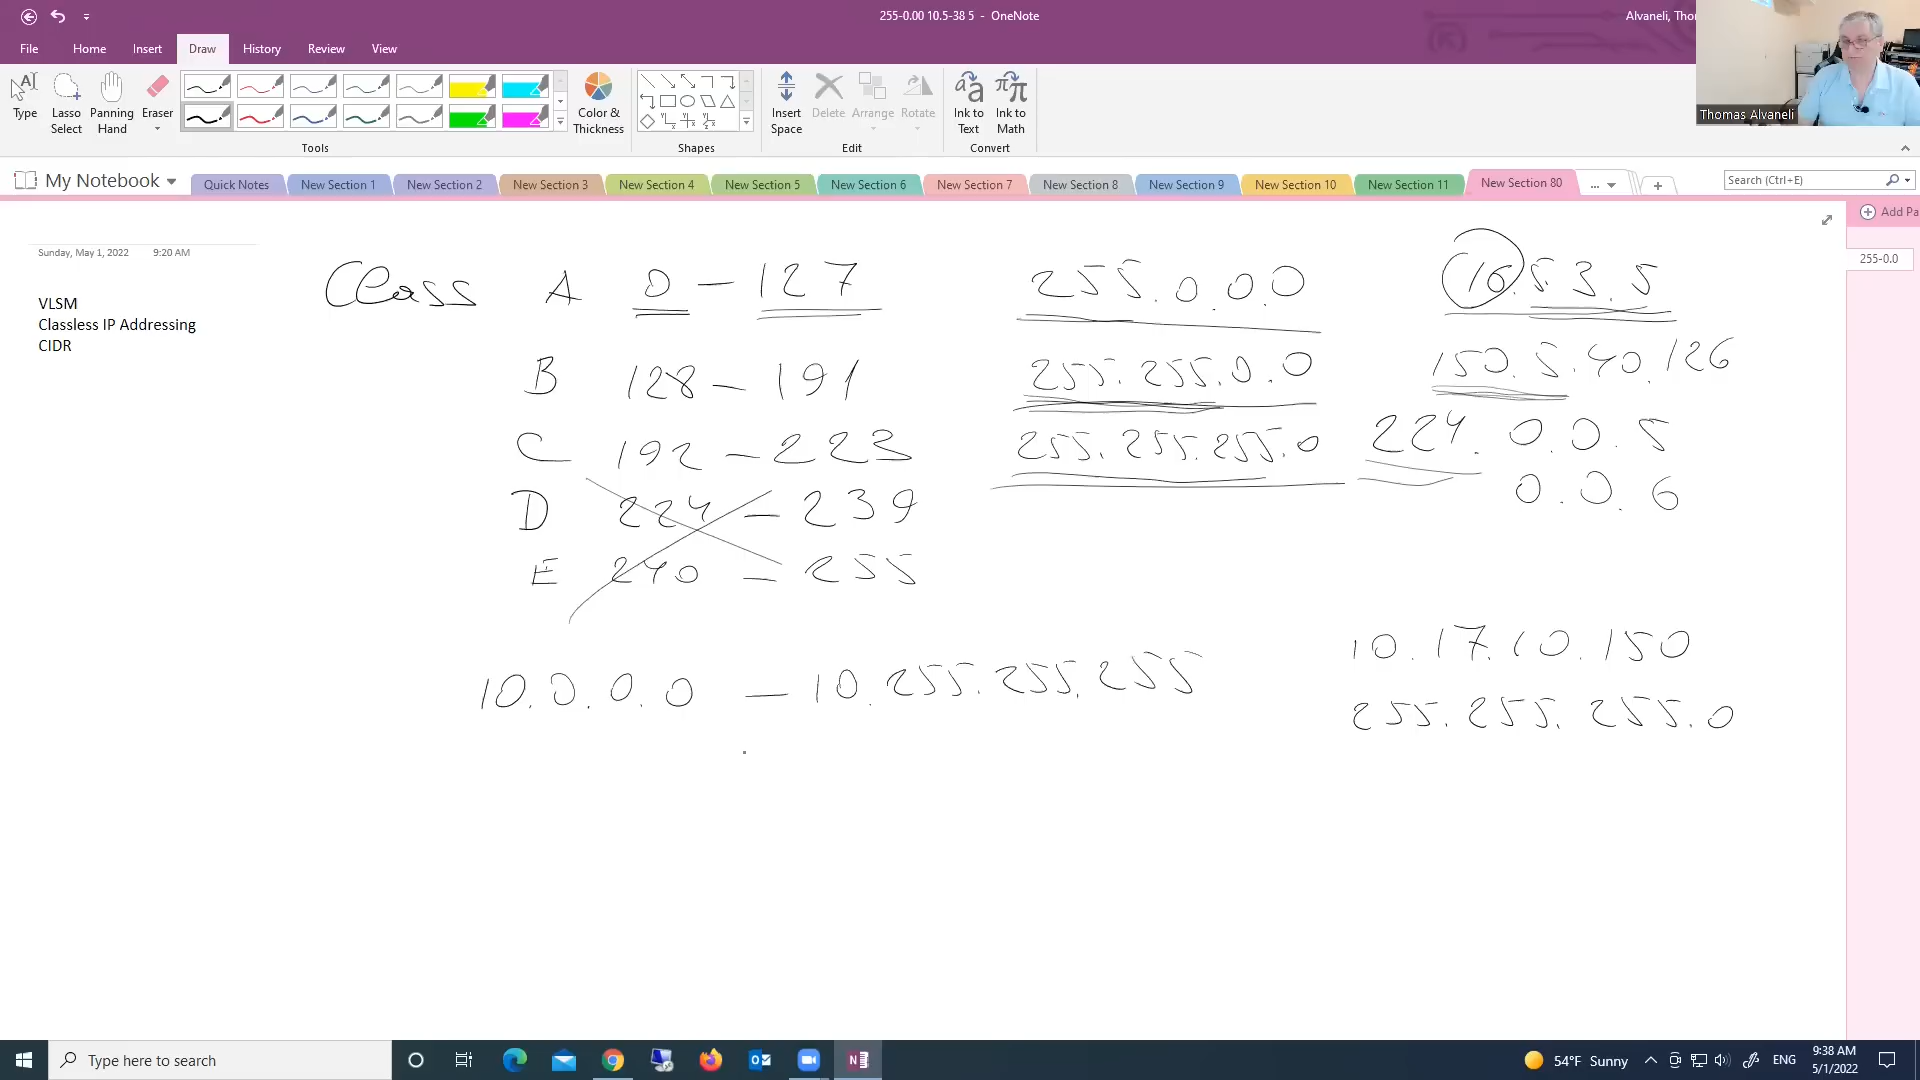 255-0.00 10.5-38 5 - OneNote
Alvaneli, Thom
File Home Insert Draw History Review View
Type
Lasso Select
Panning Hand
Eraser
Color & Thickness
Insert Space
Delete
Arrange
Rotate
Ink to Text
Ink to Math
Tools Shapes Edit Convert
Thomas Alvaneli
My Notebook Quick Notes New Section 1 New Section 2 New Section 3 New Section 4 New Section 5 New Section 6 New Section 7 New Section 8 New Section 9 New Section 10 New Section 11 New Section 80 ... + Search (Ctrl+E)
Add Pa
255-0.0
Sunday, May 1, 2022 9:20 AM
VLSM
Classless IP Addressing
CIDR
Class A 0 - 127 255.0.0.0 10.5.3.5
B 128 - 191 255.255.0.0 150.5.40.126
C 192 - 223 255.255.255.0 224.0.0.5
D 224 - 239 0.0.6
E 240 - 255
10.0.0.0 - 10.255.255.255 10.17.10.150
255.255.255.0
Type here to search
54°F Sunny
ENG
9:38 AM
5/1/2022